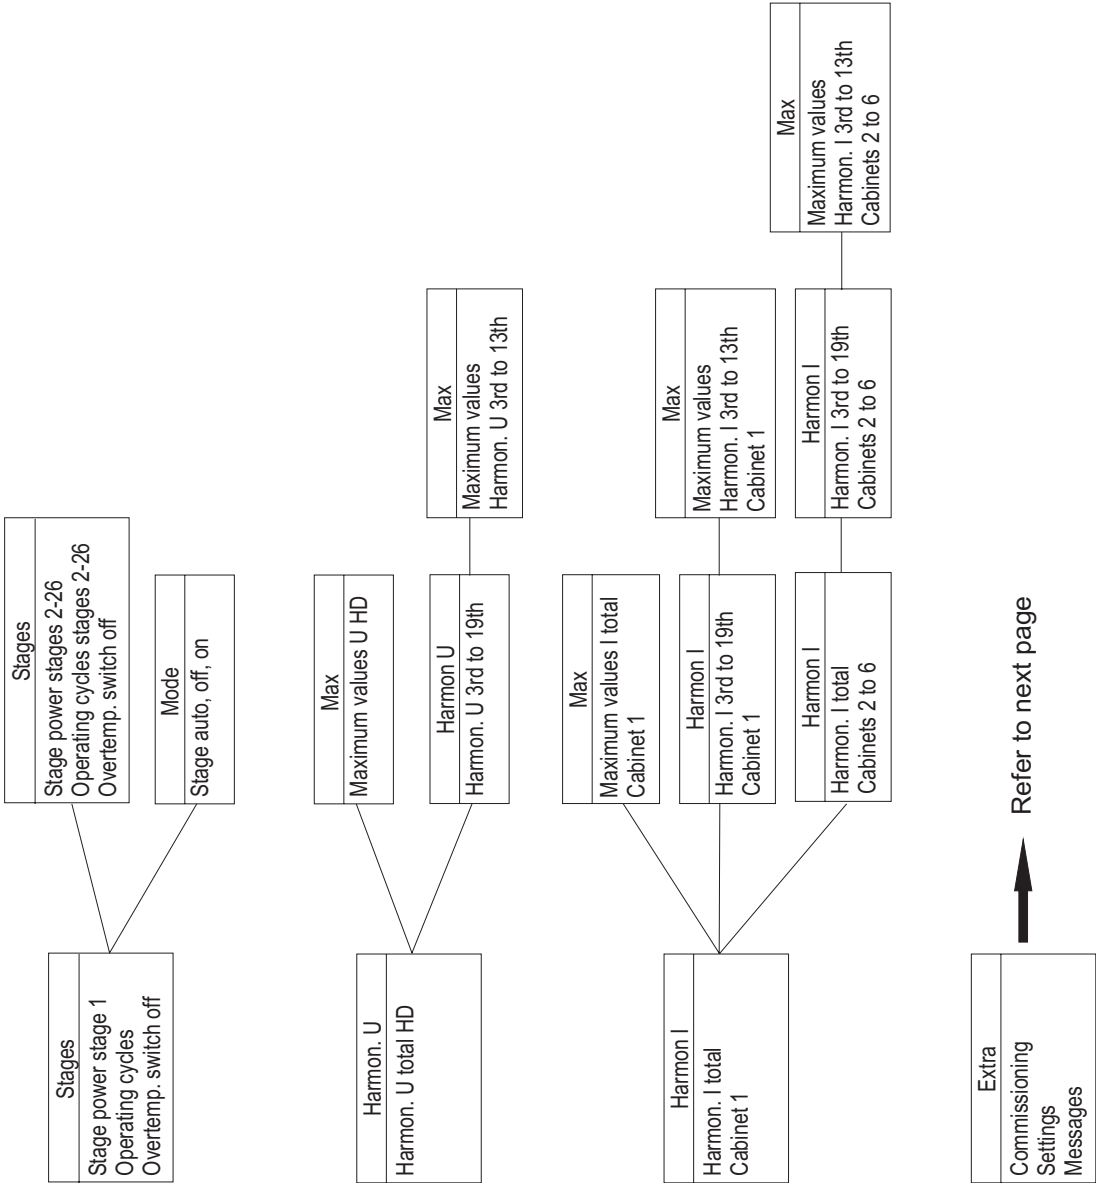 Stages
Stage power stage 1
Operating cycles
Overtemp. switch off
Stages
Stage power stages 2-26
Operating cycles stages 2-26
Overtemp. switch off
Mode
Stage auto, off, on
Harmon. U
Harmon. U total HD
Max
Maximum values U HD
Harmon U
Harmon. U 3rd to 19th
Max
Maximum values
Harmon. U 3rd to 13th
Harmon I
Harmon. I total
Cabinet 1
Max
Maximum values I total
Cabinet 1
Harmon I
Harmon. I 3rd to 19th
Cabinet 1
Max
Maximum values
Harmon. I 3rd to 13th
Cabinet 1
Harmon I
Harmon. I total
Cabinets 2 to 6
Harmon I
Harmon. I 3rd to 19th
Cabinets 2 to 6
Max
Maximum values
Harmon. I 3rd to 13th
Cabinets 2 to 6
Extra
Commissioning
Settings
Messages
Refer to next page